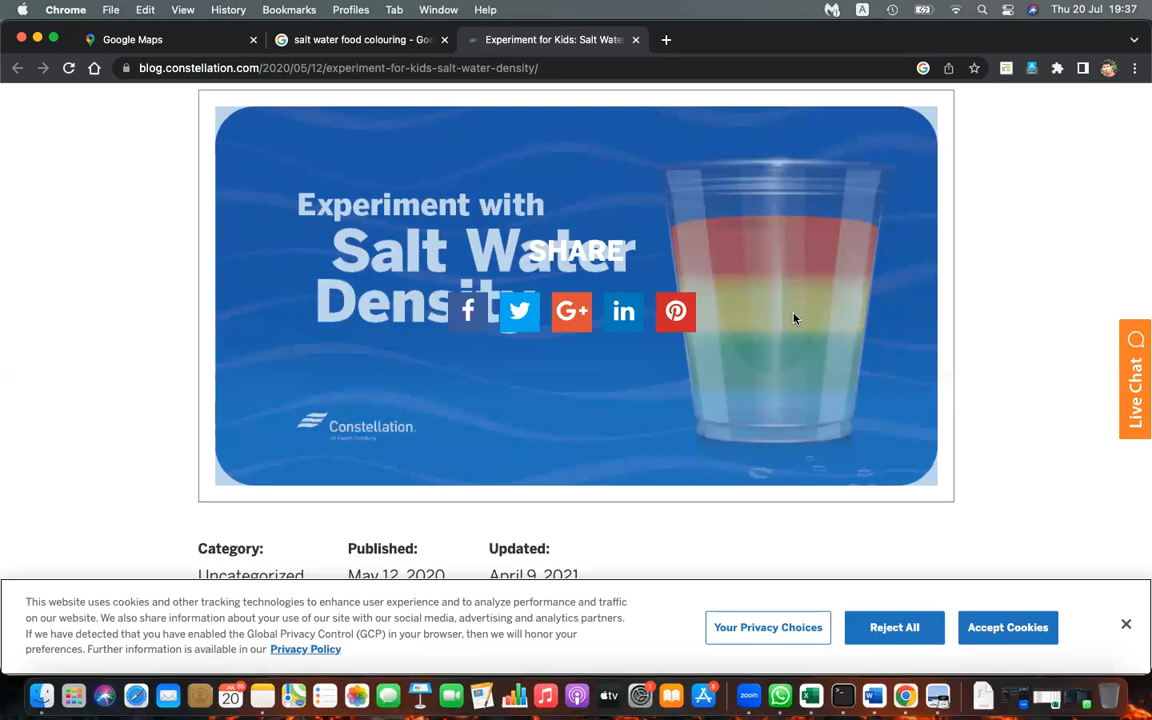 Chrome File Edit View History Bookmarks Profiles Tab Window Help A Thu 20 Jul 19:37
Google Maps
salt water food colouring - Goo
Experiment for Kids: Salt Wate
blog.constellation.com/2020/05/12/experiment-for-kids-salt-water-density/
Experiment with
Salt Water
Density
SHARE
f G+ in
Constellation.
Live Chat
Category: Published: Updated:
Uncategorized May 12, 2020 April 9, 2021
This website uses cookies and other tracking technologies to enhance user experience and to analyze performance and traffic
on our website. We also share information about your use of our site with our social media, advertising and analytics partners.
If we have detected that you have enabled the Global Privacy Control (GCP) in your browser, then we will honor your
preferences. Further information is available in our Privacy Policy
Your Privacy Choices
Reject All
Accept Cookies
20
tv
zoom